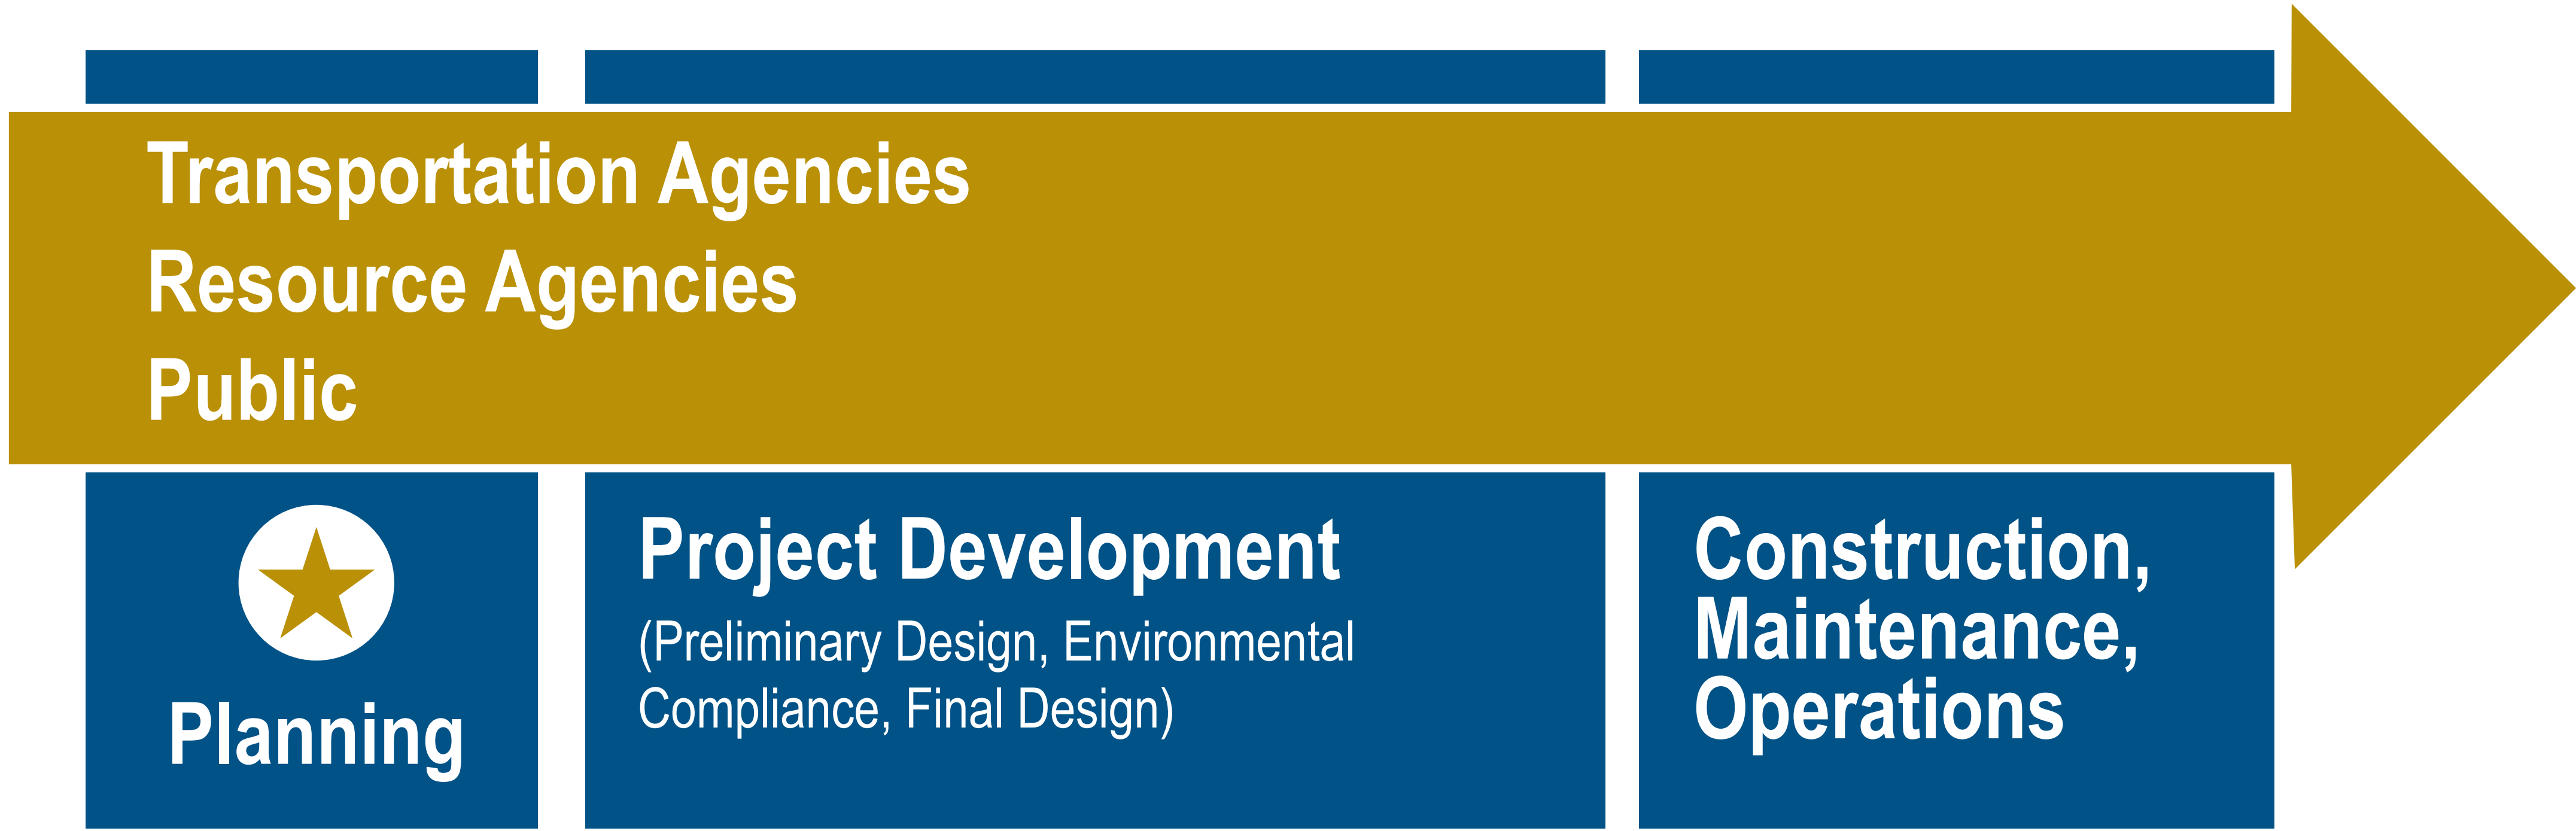 Transportation Agencies
Resource Agencies
Public
Planning
Project Development
(Preliminary Design, Environmental
Compliance, Final Design)
Construction,
Maintenance,
Operations